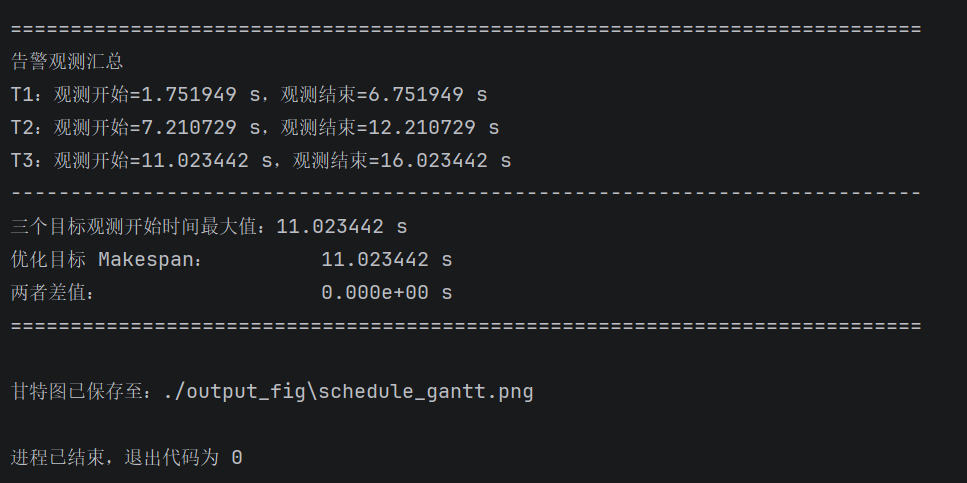 ============================================================================
告警观测汇总
T1：观测开始=1.751949 s，观测结束=6.751949 s
T2：观测开始=7.210729 s，观测结束=12.210729 s
T3：观测开始=11.023442 s，观测结束=16.023442 s
----------------------------------------------------------------------------
三个目标观测开始时间最大值：11.023442 s
优化目标 Makespan：          11.023442 s
两者差值：                   0.000e+00 s
============================================================================
甘特图已保存至：./output_fig\schedule_gantt.png
进程已结束，退出代码为 0